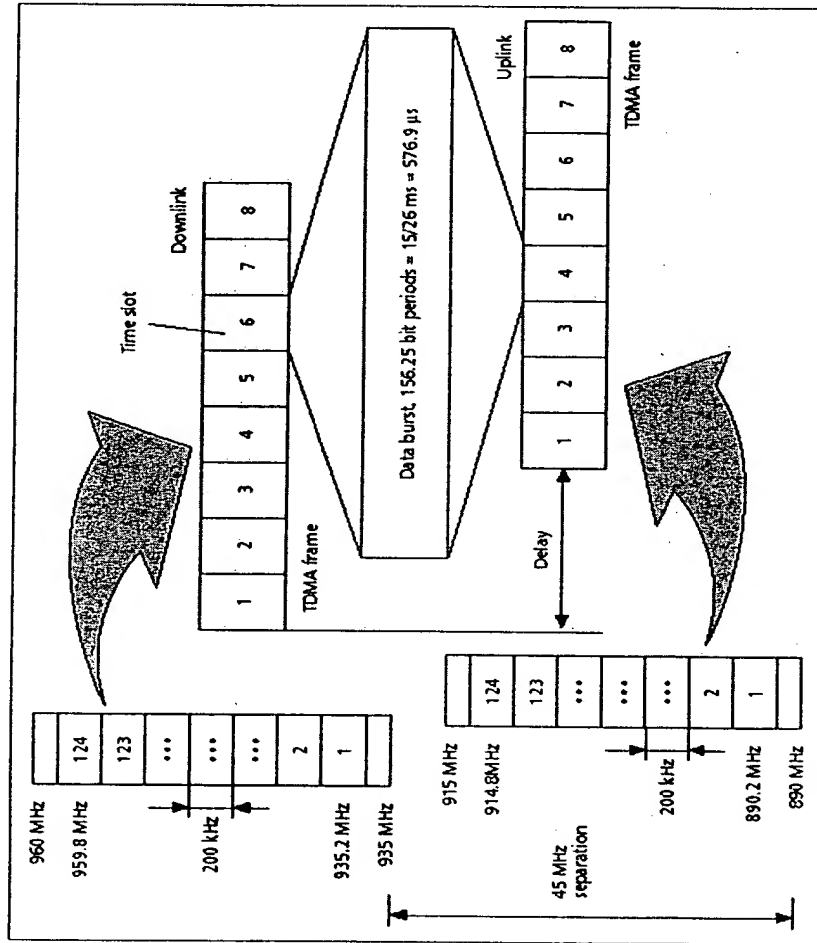 960 MHz
959.8 MHz
200 kHz
935.2 MHz
935 MHz
124
123
•••
•••
•••
2
1
45 MHz
separation
915 MHz
914.8MHz
200 kHz
890.2 MHz
890 MHz
124
123
•••
•••
•••
2
1
Downlink
Time slot
1 2 3 4 5 6 7 8
TDMA frame
Data burst, 156.25 bit periods = 15/26 ms = 576.9 μs
Delay
Uplink
1 2 3 4 5 6 7 8
TDMA frame